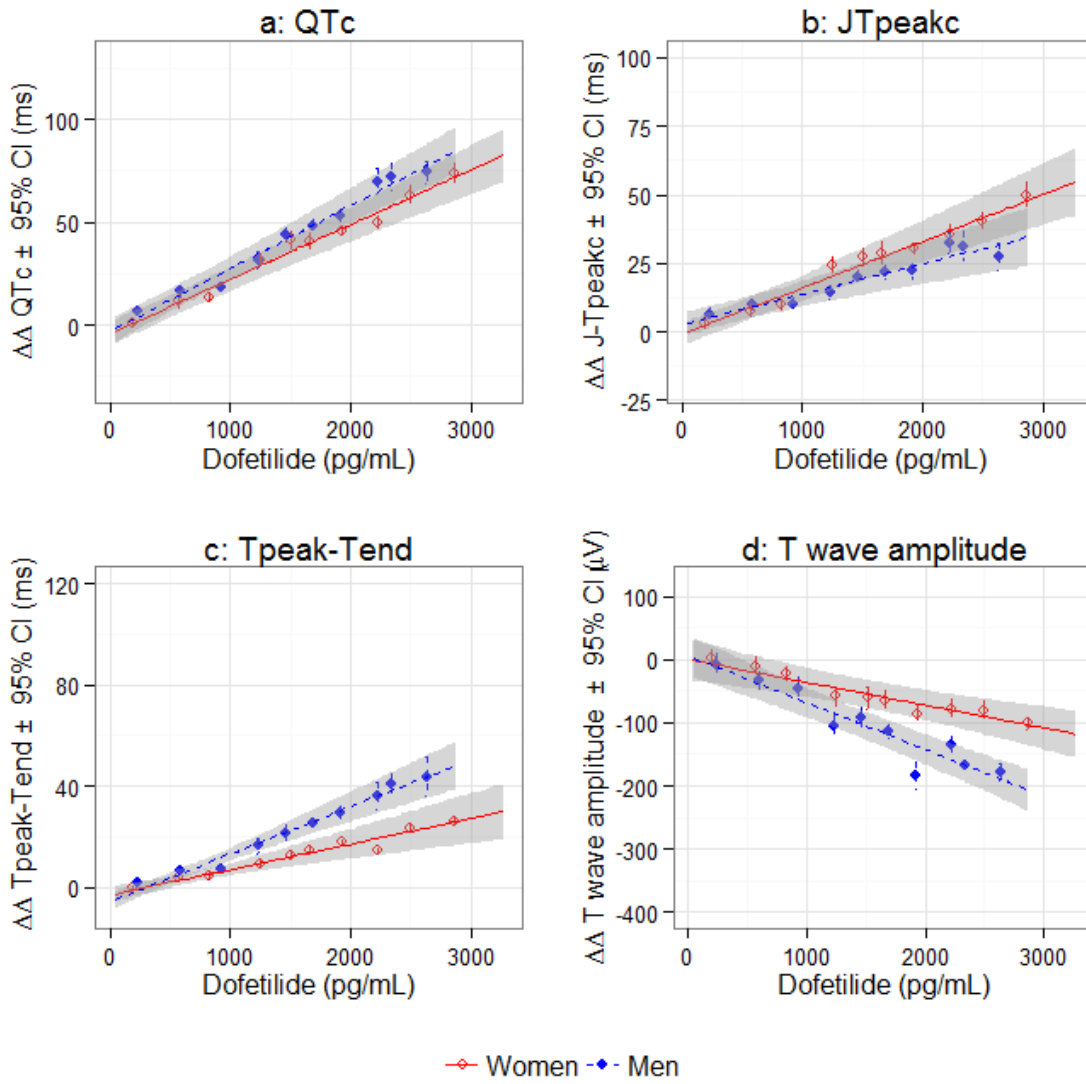 a: QTc
ΔΔ QTc ± 95% CI (ms)
100
50
0
0 1000 2000 3000
Dofetilide (pg/mL)
b: JTpeakc
ΔΔ J-Tpeakc ± 95% CI (ms)
100
75
50
25
0
-25
0 1000 2000 3000
Dofetilide (pg/mL)
c: Tpeak-Tend
ΔΔ Tpeak-Tend ± 95% CI (ms)
120
80
40
0
0 1000 2000 3000
Dofetilide (pg/mL)
d: T wave amplitude
ΔΔ T wave amplitude ± 95% CI (μV)
100
0
-100
-200
-300
-400
0 1000 2000 3000
Dofetilide (pg/mL)
Women Men